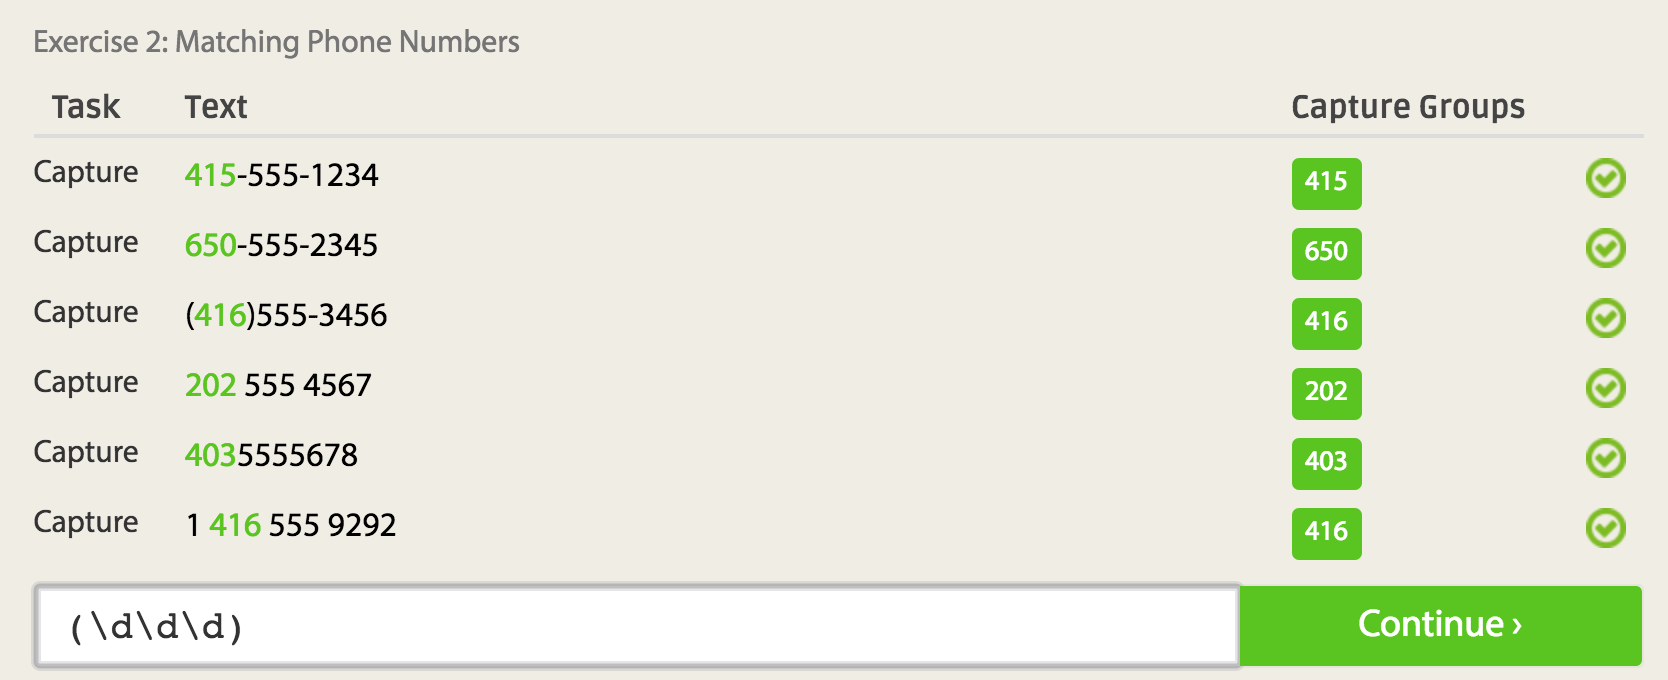 Exercise 2: Matching Phone Numbers
Task Text Capture Groups
Capture 415-555-1234 415
Capture 650-555-2345 650
Capture (416)555-3456 416
Capture 202 555 4567 202
Capture 4035555678 403
Capture 1 416 555 9292 416
(\d\d\d) Continue ›